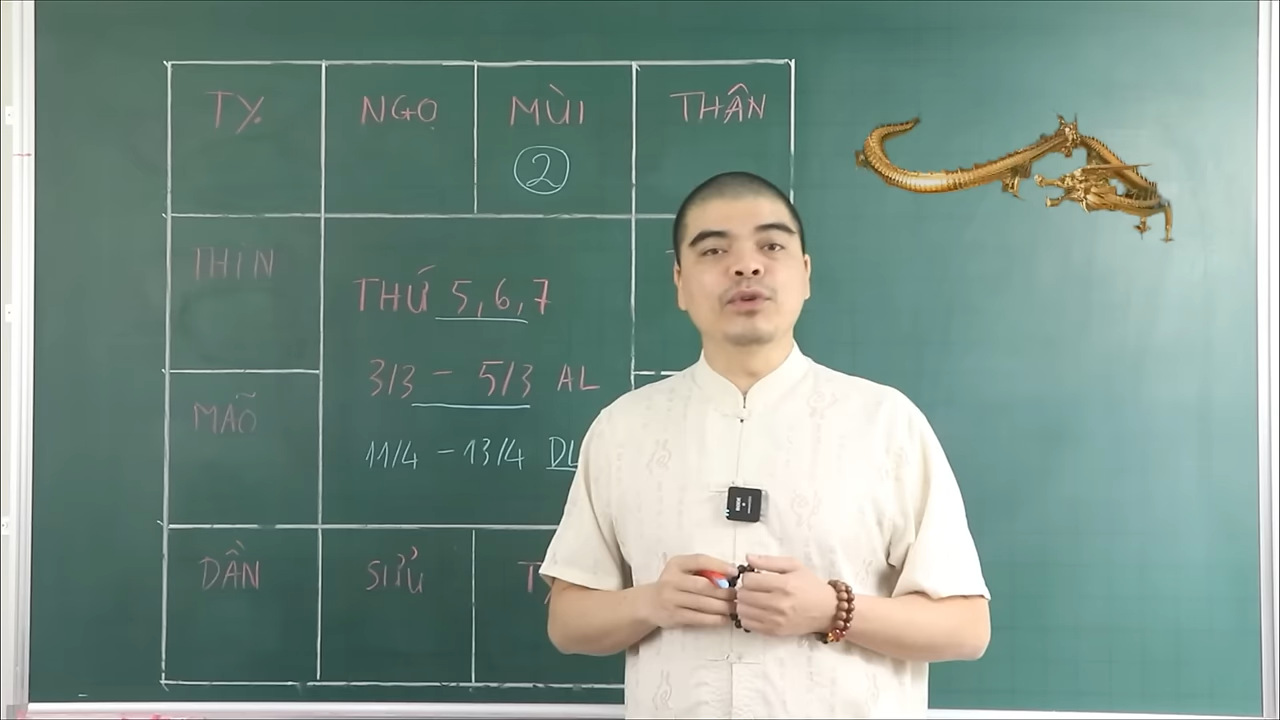 TỴ NGỌ MÙI THÂN
2
THÌN
THỨ 5, 6, 7
3/3 - 5/3 AL
MÃO
11/4 - 13/4 DL
DẦN SỬU